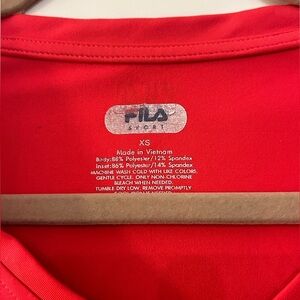 FILA
SPORT
XS
Made in Vietnam
Body: 88% Polyester/12% Spandex
Inset: 86% Polyester/14% Spandex
MACHINE WASH COLD WITH LIKE COLORS,
GENTLE CYCLE. ONLY NON-CHLORINE
BLEACH WHEN NEEDED.
TUMBLE DRY LOW. REMOVE PROMPTLY